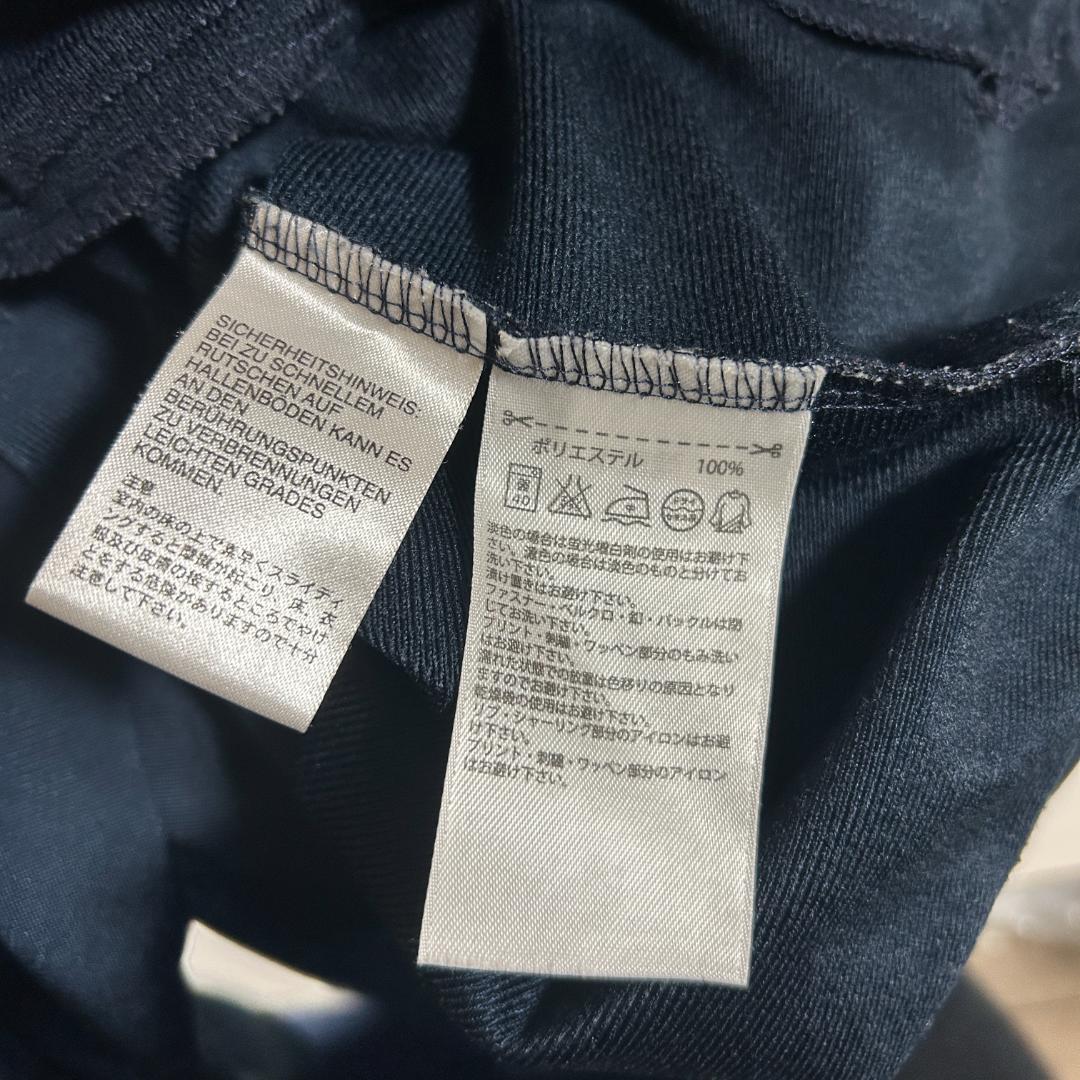 SICHERHEITSHINWEIS:
BEI ZU SCHNELLEM
RUTSCHEN AUF
HALLENBODEN KANN ES
AN DEN
BERÜHRUNGSPUNKTEN
ZU VERBRENNUNGEN
LEICHTEN GRADES
KOMMEN.
注意
室内の床の上で素早くスライディ
ングすると摩擦が起こり、床、衣
服及び皮膚の接するところでやけ
どをする危険がありますので十分
注意して下さい。
ポリエステル 100%
40
淡色の場合は蛍光増白剤の使用はお避け下
さい。濃色の場合は淡色のものと分けてお
洗い下さい。
漬け置きはお避け下さい。
ファスナー・ベルクロ・釦・バックルは閉
じてお洗い下さい。
プリント・刺繍・ワッペン部分のもみ洗い
はお避け下さい。
濡れた状態での放置は色移りの原因となり
ますのでお避け下さい。
乾燥機の使用はお避け下さい。
リブ・シャーリング部分のアイロンはお避
け下さい。
プリント・刺繍・ワッペン部分のアイロン
はお避け下さい。